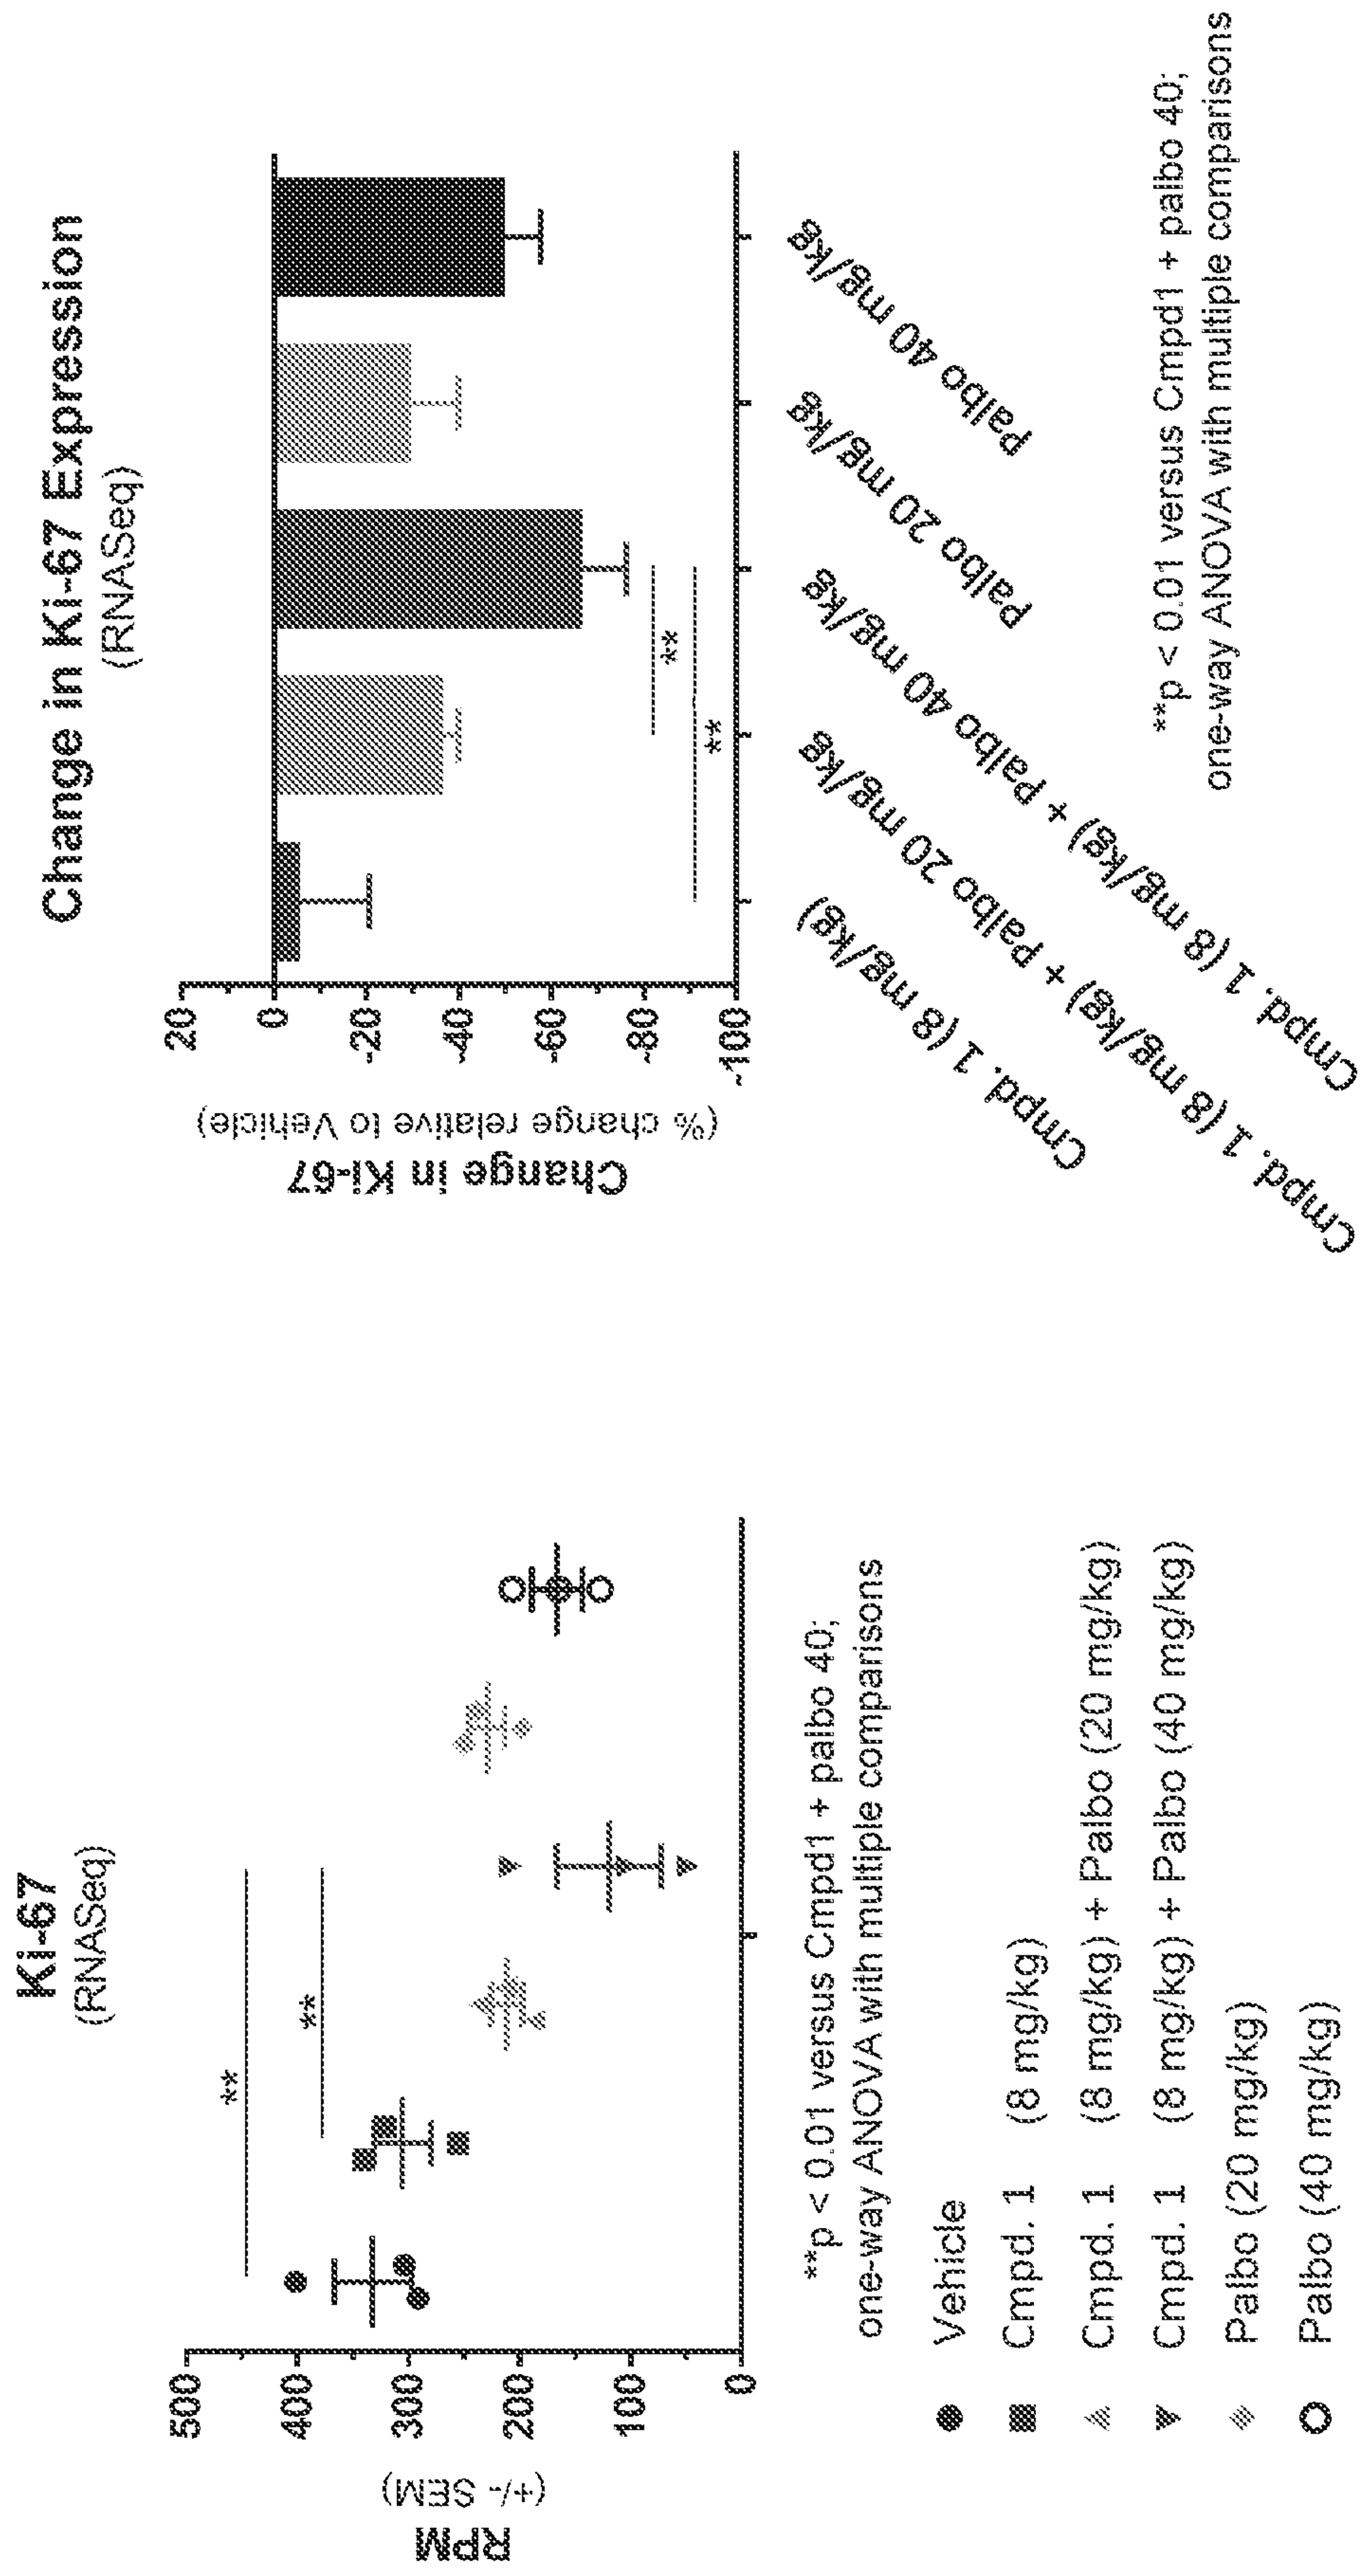 Ki-67
(RNASeq)
RPM
(+/- SEM)
500
400
300
200
100
0
**
**
**p < 0.01 versus Cmpd1 + palbo 40;
one-way ANOVA with multiple comparisons
Vehicle
Cmpd. 1 (8 mg/kg)
Cmpd. 1 (8 mg/kg) + Palbo (20 mg/kg)
Cmpd. 1 (8 mg/kg) + Palbo (40 mg/kg)
Palbo (20 mg/kg)
Palbo (40 mg/kg)
Change in Ki-67 Expression
(RNASeq)
Change in Ki-67
(% change relative to Vehicle)
20
0
-20
-40
-60
-80
-100
**
**
Cmpd. 1 (8 mg/kg)
Cmpd. 1 (8 mg/kg) + Palbo 20 mg/kg
Cmpd. 1 (8 mg/kg) + Palbo 40 mg/kg
Palbo 20 mg/kg
Palbo 40 mg/kg
**p < 0.01 versus Cmpd1 + palbo 40;
one-way ANOVA with multiple comparisons